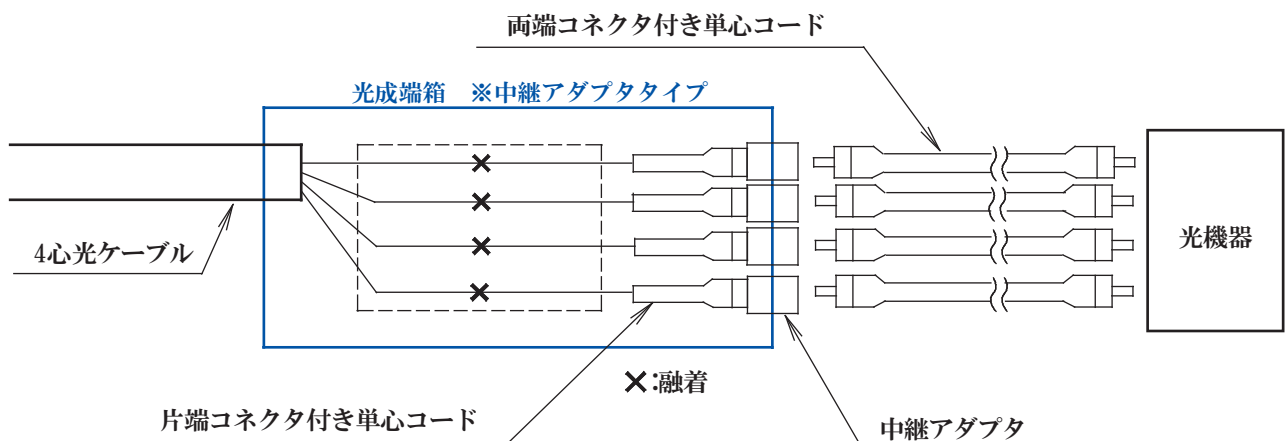 両端コネクタ付き単心コード
光成端箱　※中継アダプタタイプ
4心光ケーブル
光機器
×:融着
片端コネクタ付き単心コード
中継アダプタ